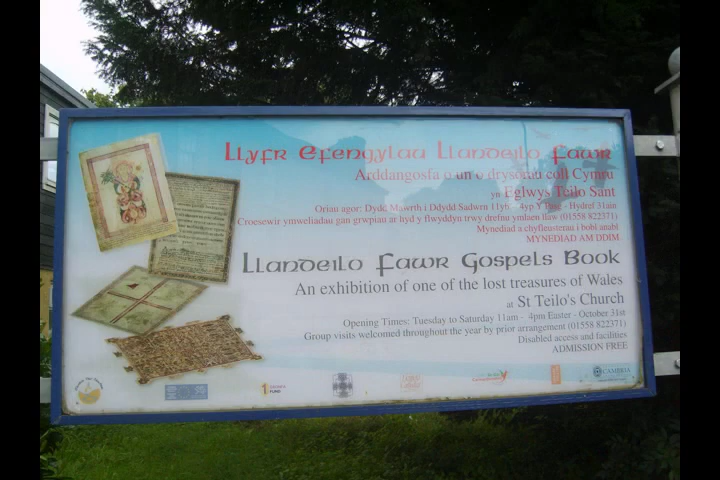 Llyfr Efengylau Llandeilo Fawr
Arddangosfa o un o drysorau coll Cymru
yn Eglwys Teilo Sant
Oriau agor: Dydd Mawrth i Ddydd Sadwrn 11yb - 4yp Y Pasg - Hydref 31ain
Croesewir ymweliadau gan grwpiau ar hyd y flwyddyn trwy drefnu ymlaen llaw (01558 822371)
Mynediad a chyfleusterau i bobl anabl
MYNEDIAD AM DDIM
Llandeilo Fawr Gospels Book
An exhibition of one of the lost treasures of Wales
at St Teilo's Church
Opening Times: Tuesday to Saturday 11am - 4pm Easter - October 31st
Group visits welcomed throughout the year by prior arrangement (01558 822371)
Disabled access and facilities
ADMISSION FREE
CAMBRIA